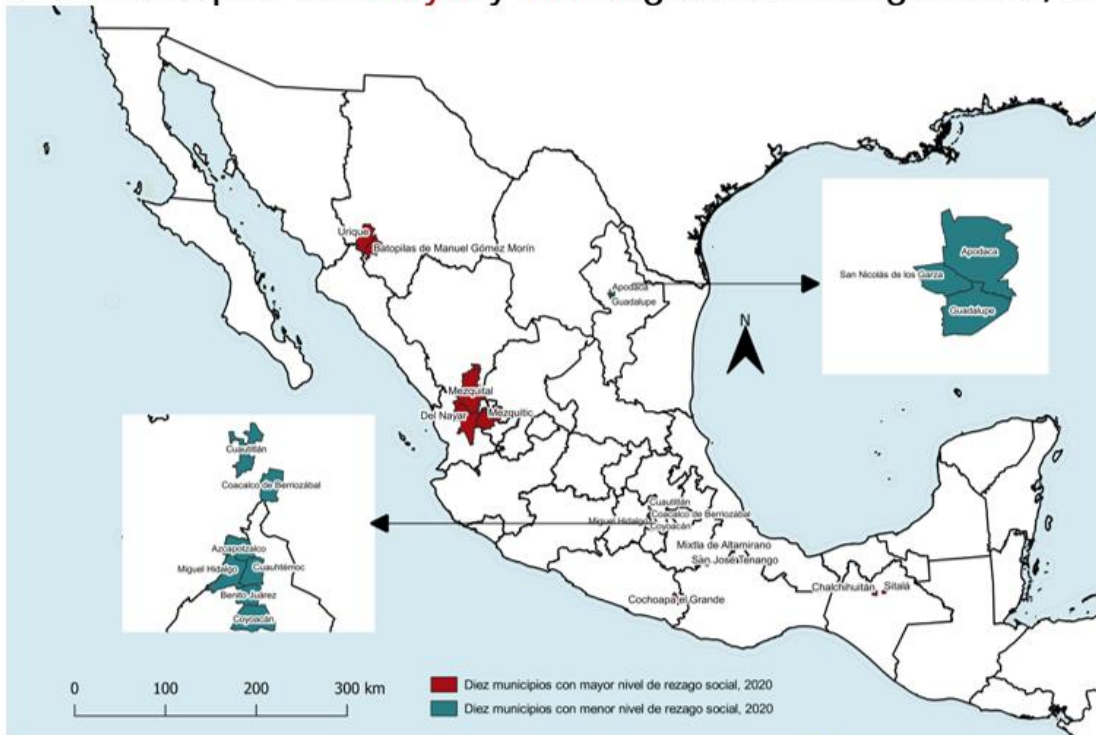 Urique
Batopilas de Manuel Gómez Morín
Apodaca
Guadalupe
Apodaca
San Nicolás de los Garza
Guadalupe
N
Mezquital
Del Nayar
Mezquitic
Cuautitlán
Coacalco de Berriozábal
Azcapotzalco
Miguel Hidalgo
Cuauhtémoc
Benito Juárez
Coyoacán
Cuautitlán
Coacalco de Berriozábal
Miguel Hidalgo
Coyoacán
Mixtla de Altamirano
San José Tenango
Chalchihuitán
Sitalá
Cochoapa el Grande
0 100 200 300 km
Diez municipios con mayor nivel de rezago social, 2020
Diez municipios con menor nivel de rezago social, 2020